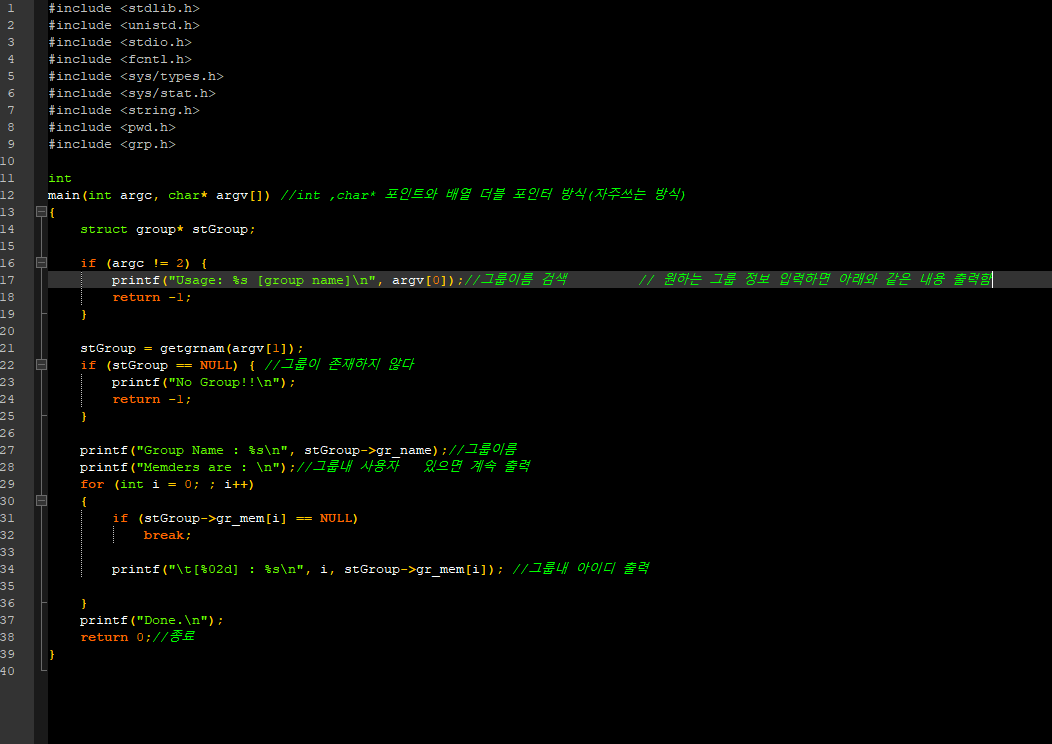 1 #include <stdlib.h>
2 #include <unistd.h>
3 #include <stdio.h>
4 #include <fcntl.h>
5 #include <sys/types.h>
6 #include <sys/stat.h>
7 #include <string.h>
8 #include <pwd.h>
9 #include <grp.h>
10
11 int
12 main(int argc, char* argv[]) //int ,char* 포인트와 배열 더블 포인터 방식(자주쓰는 방식)
13 {
14     struct group* stGroup;
15
16     if (argc != 2) {
17         printf("Usage: %s [group name]\n", argv[0]);//그룹이름 검색         // 원하는 그룹 정보 입력하면 아래와 같은 내용 출력함
18         return -1;
19     }
20
21     stGroup = getgrnam(argv[1]);
22     if (stGroup == NULL) { //그룹이 존재하지 않다
23         printf("No Group!!\n");
24         return -1;
25     }
26
27     printf("Group Name : %s\n", stGroup->gr_name);//그룹이름
28     printf("Memders are : \n");//그룹내 사용자   있으면 계속 출력
29     for (int i = 0; ; i++)
30     {
31         if (stGroup->gr_mem[i] == NULL)
32             break;
33
34         printf("\t[%02d] : %s\n", i, stGroup->gr_mem[i]); //그룹내 아이디 출력
35
36     }
37     printf("Done.\n");
38     return 0;//종료
39 }
40